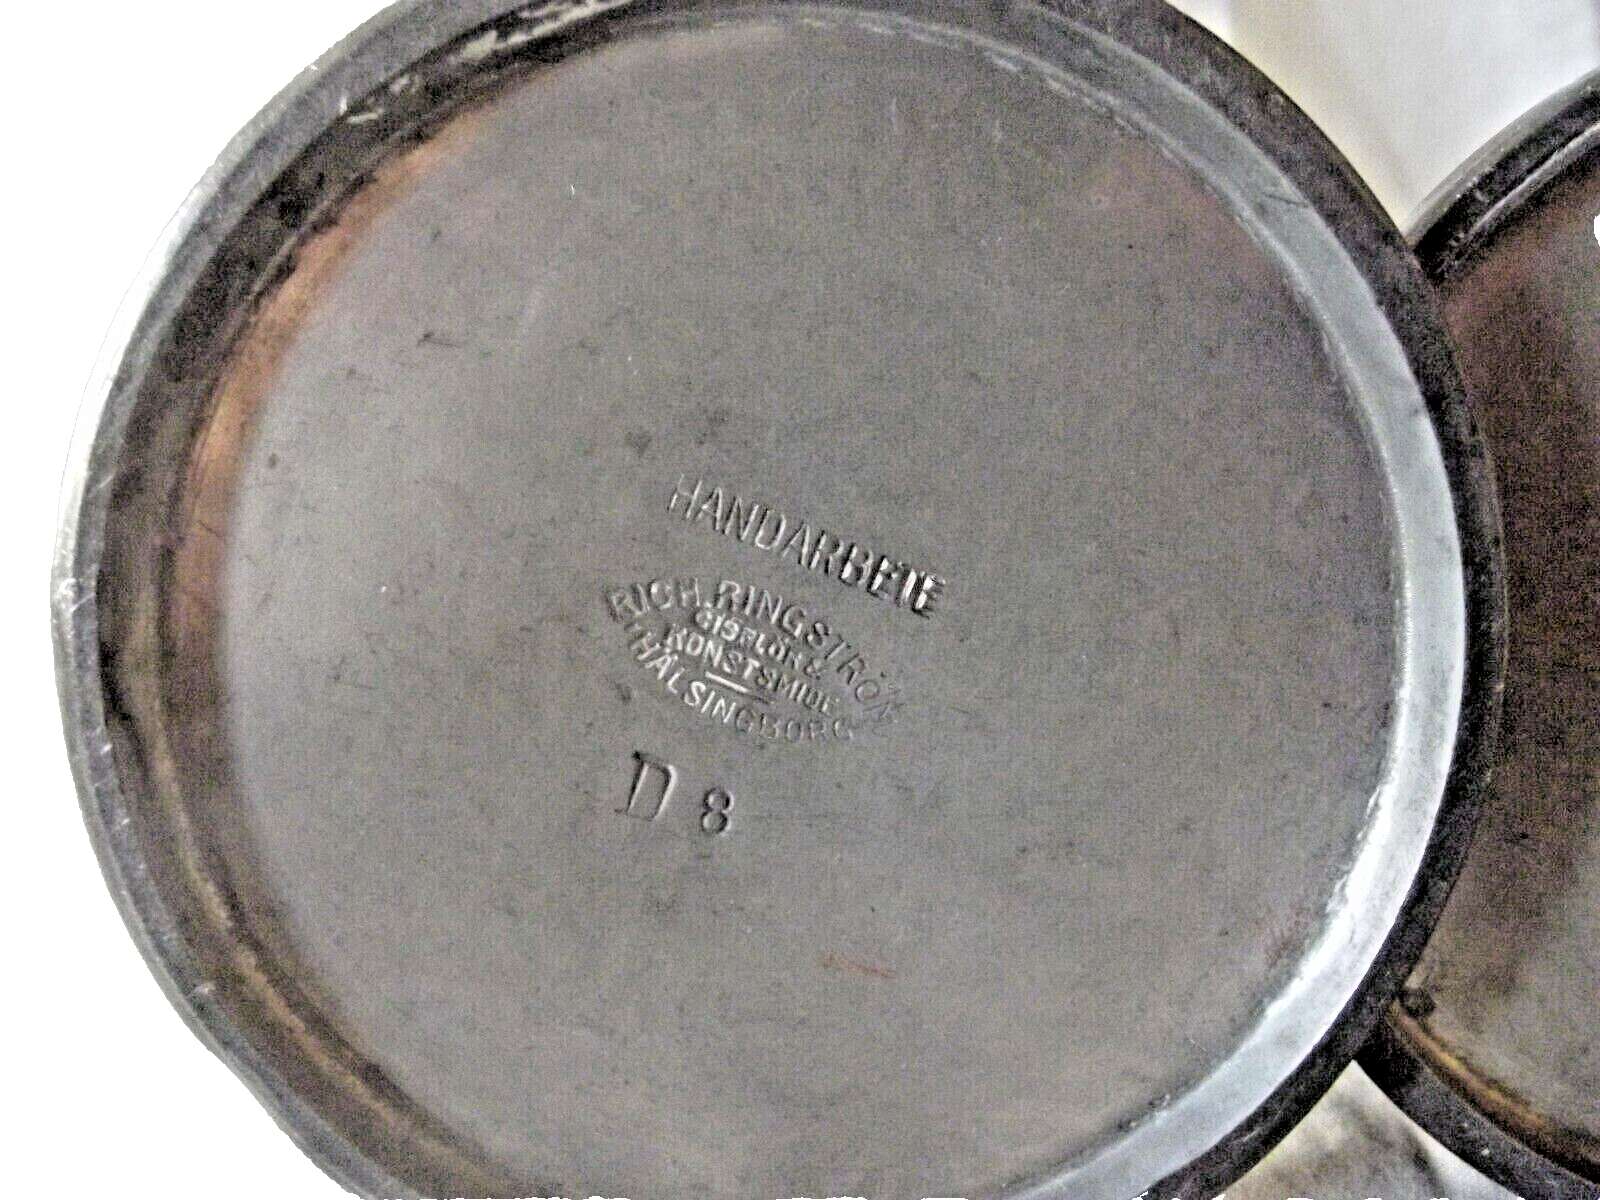 HANDARBETE
RICH. RINGSTRÖM
CISELÖR &
KONSTSMIDE
HÄLSINGBORG
D 8